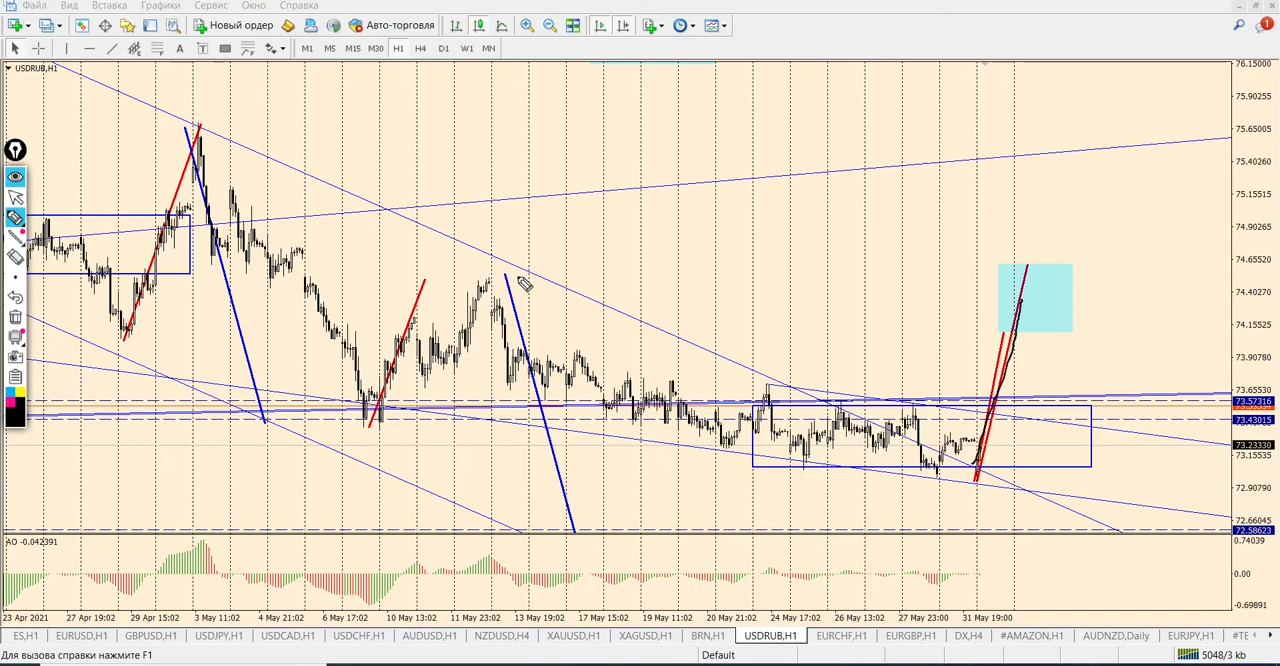 Файл Вид Вставка Графики Сервис Окно Справка
Новый ордер Авто-торговля 1
A T M1 M5 M15 M30 H1 H4 D1 W1 MN
USDRUB,H1
76.15000
75.90255
75.65005
75.40260
75.15515
74.90265
74.65520
74.40270
74.15525
73.90780
73.65530
73.57316
73.43015
73.23330
73.15535
72.90790
72.66045
72.58623
AO -0.042391
0.74039
0.00
-0.69891
23 Apr 2021 27 Apr 19:02 29 Apr 15:02 3 May 11:02 4 May 21:02 6 May 17:02 10 May 13:02 11 May 23:02 13 May 19:02 17 May 15:02 19 May 11:02 20 May 21:02 24 May 17:02 26 May 13:02 27 May 23:00 31 May 19:00
ES,H1 EURUSD,H1 GBPUSD,H1 USDJPY,H1 USDCAD,H1 USDCHF,H1 AUDUSD,H1 NZDUSD,H4 XAUUSD,H1 XAGUSD,H1 BRN,H1 USDRUB,H1 EURCHF,H1 EURGBP,H1 DX,H4 #AMAZON,H1 AUDNZD,Daily EURJPY,H1 #TE
Для вызова справки нажмите F1 Default 5048/3 kb